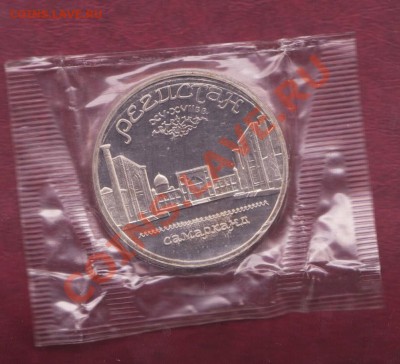 COINS.LAVE.RU
РЕГИСТАН
XV-XVII ВВ.
COINS.LAVE.RU
самарканд